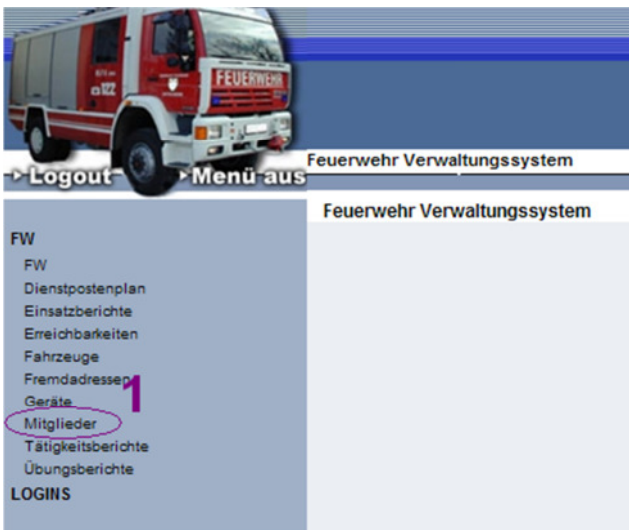 FEUERWEHR
122
Feuerwehr Verwaltungssystem
Logout
Menü aus
Feuerwehr Verwaltungssystem
FW
FW
Dienstpostenplan
Einsatzberichte
Erreichbarkeiten
Fahrzeuge
Fremdadressen
1
Geräte
Mitglieder
Tätigkeitsberichte
Übungsberichte
LOGINS